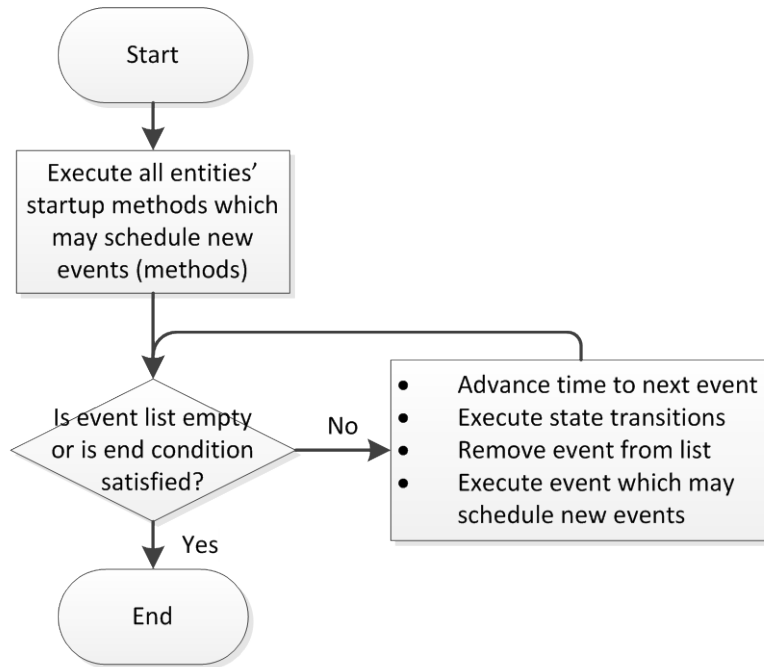 Start
Execute all entities’
startup methods which
may schedule new
events (methods)
Is event list empty
or is end condition
satisfied?
No
• Advance time to next event
• Execute state transitions
• Remove event from list
• Execute event which may
schedule new events
Yes
End